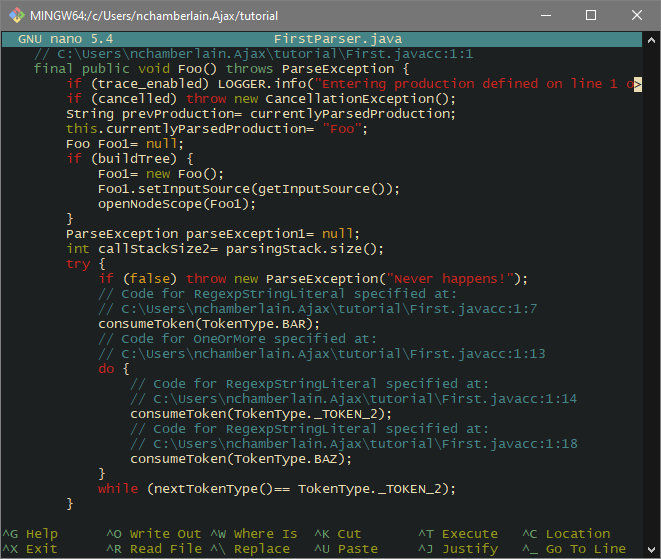 MINGW64:/c/Users/nchamberlain.Ajax/tutorial
GNU nano 5.4 FirstParser.java
// C:\Users\nchamberlain.Ajax\tutorial\First.javacc:1:1
final public void Foo() throws ParseException {
if (trace_enabled) LOGGER.info("Entering production defined on line 1 o>
if (cancelled) throw new CancellationException();
String prevProduction= currentlyParsedProduction;
this.currentlyParsedProduction= "Foo";
Foo Foo1= null;
if (buildTree) {
Foo1= new Foo();
Foo1.setInputSource(getInputSource());
openNodeScope(Foo1);
}
ParseException parseException1= null;
int callStackSize2= parsingStack.size();
try {
if (false) throw new ParseException("Never happens!");
// Code for RegexpStringLiteral specified at:
// C:\Users\nchamberlain.Ajax\tutorial\First.javacc:1:7
consumeToken(TokenType.BAR);
// Code for OneOrMore specified at:
// C:\Users\nchamberlain.Ajax\tutorial\First.javacc:1:13
do {
// Code for RegexpStringLiteral specified at:
// C:\Users\nchamberlain.Ajax\tutorial\First.javacc:1:14
consumeToken(TokenType._TOKEN_2);
// Code for RegexpStringLiteral specified at:
// C:\Users\nchamberlain.Ajax\tutorial\First.javacc:1:18
consumeToken(TokenType.BAZ);
}
while (nextTokenType()== TokenType._TOKEN_2);
}
^G Help ^O Write Out ^W Where Is ^K Cut ^T Execute ^C Location
^X Exit ^R Read File ^\ Replace ^U Paste ^J Justify ^_ Go To Line